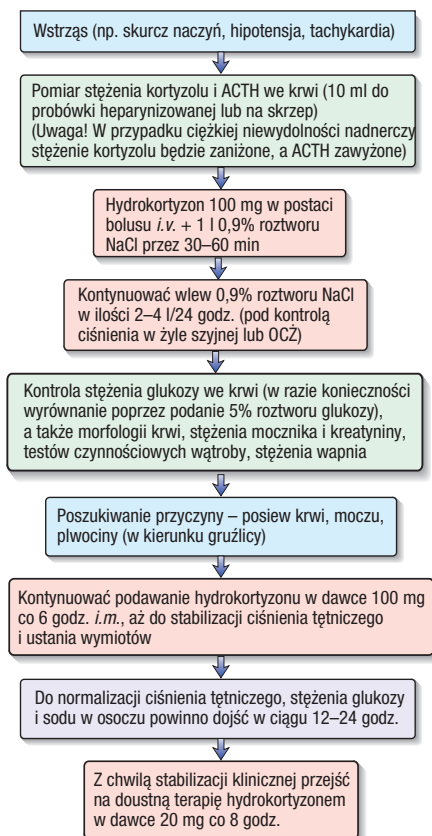 Wstrząs (np. skurcz naczyń, hipotensja, tachykardia)
Pomiar stężenia kortyzolu i ACTH we krwi (10 ml do
probówki heparynizowanej lub na skrzep)
(Uwaga! W przypadku ciężkiej niewydolności nadnerczy
stężenie kortyzolu będzie zaniżone, a ACTH zawyżone)
Hydrokortyzon 100 mg w postaci
bolusu i.v. + 1 l 0,9% roztworu
NaCl przez 30–60 min
Kontynuować wlew 0,9% roztworu NaCl
w ilości 2–4 l/24 godz. (pod kontrolą
ciśnienia w żyle szyjnej lub OCŻ)
Kontrola stężenia glukozy we krwi (w razie konieczności
wyrównanie poprzez podanie 5% roztworu glukozy),
a także morfologii krwi, stężenia mocznika i kreatyniny,
testów czynnościowych wątroby, stężenia wapnia
Poszukiwanie przyczyny – posiew krwi, moczu,
plwociny (w kierunku gruźlicy)
Kontynuować podawanie hydrokortyzonu w dawce 100 mg
co 6 godz. i.m., aż do stabilizacji ciśnienia tętniczego
i ustania wymiotów
Do normalizacji ciśnienia tętniczego, stężenia glukozy
i sodu w osoczu powinno dojść w ciągu 12–24 godz.
Z chwilą stabilizacji klinicznej przejść
na doustną terapię hydrokortyzonem
w dawce 20 mg co 8 godz.